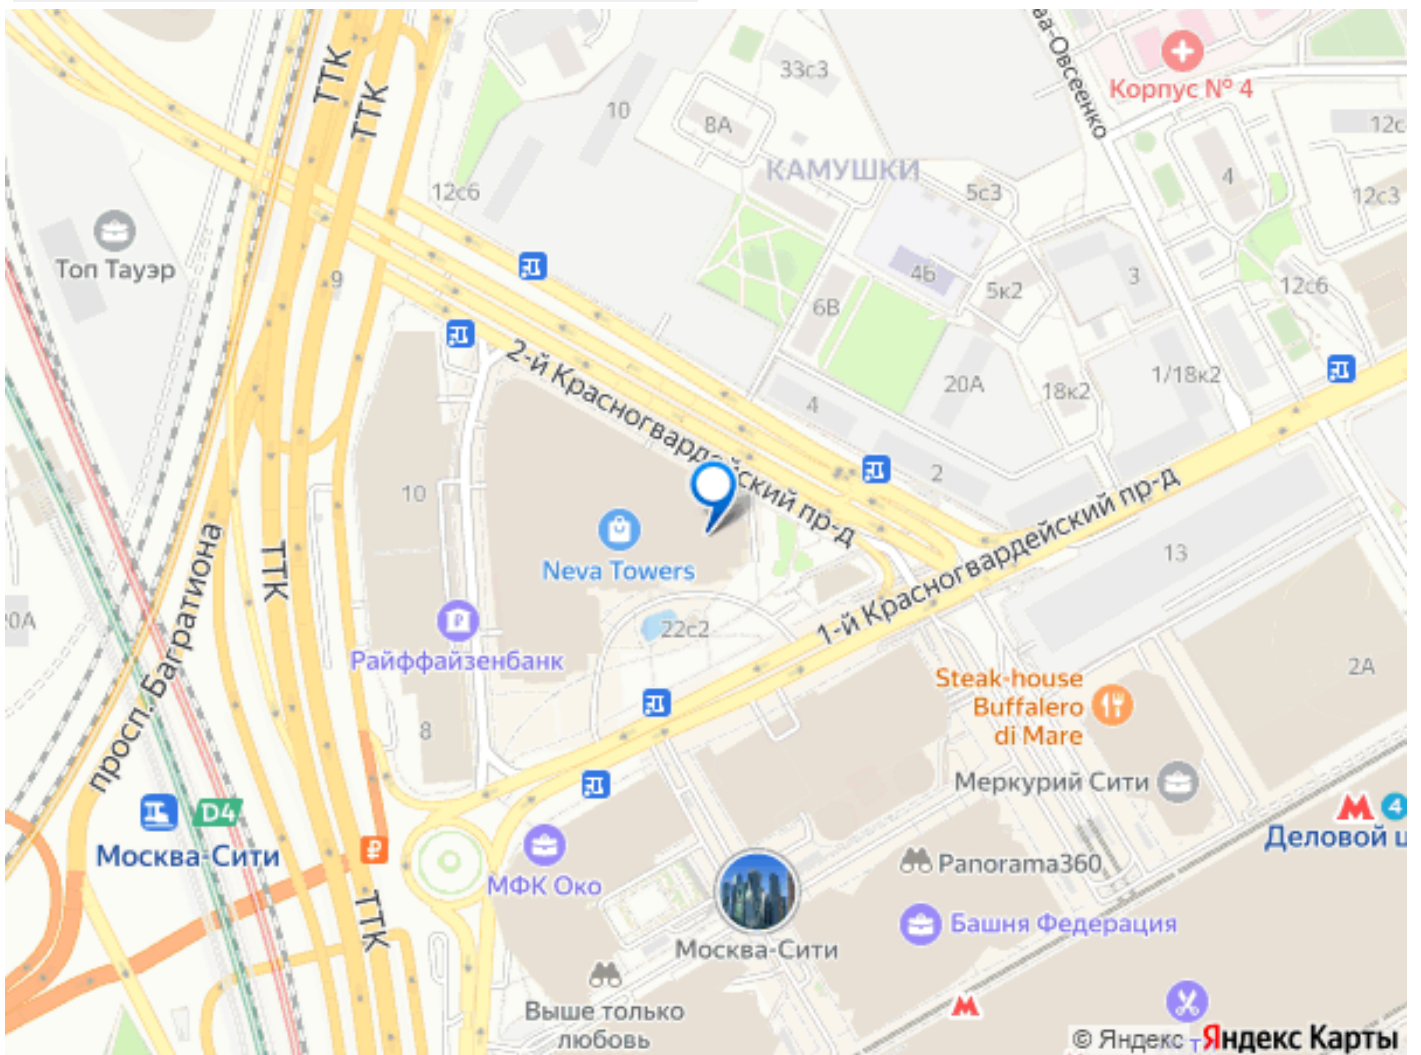 ТТК
ТТК
33с3
Корпус № 4
10
8А
12с
КАМУШКИ
4
12с6
5с3
12с3
Топ Тауэр
4Б
3
9
5к2
12с6
6В
2-й Красногвардейский пр-д
20А
18к2
1/18к2
4
2
10
13
Neva Towers
ТТК
просп. Багратиона
1-й Красногвардейский пр-д
22с2
Райффайзенбанк
2А
Steak-house
Buffalero
di Mare
8
Меркурий Сити
D4
4
Москва-Сити
Деловой ц
Panorama360
МФК Око
ТТК
Башня Федерация
Москва-Сити
Выше только
любовь
© Яндекс
Яндекс Карты